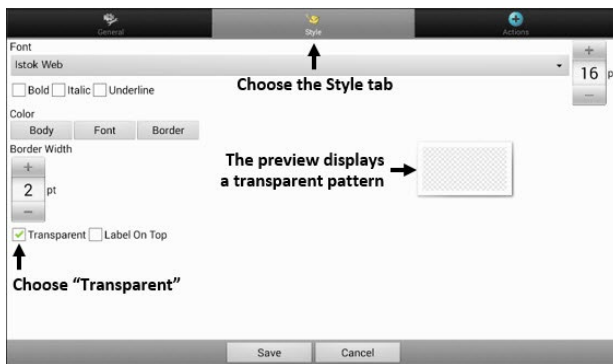 General
Style
Actions
Font
Istok Web
16 p
Bold Italic Underline
Choose the Style tab
Color
Body Font Border
Border Width
2 pt
The preview displays
a transparent pattern
Transparent Label On Top
Choose “Transparent”
Save Cancel